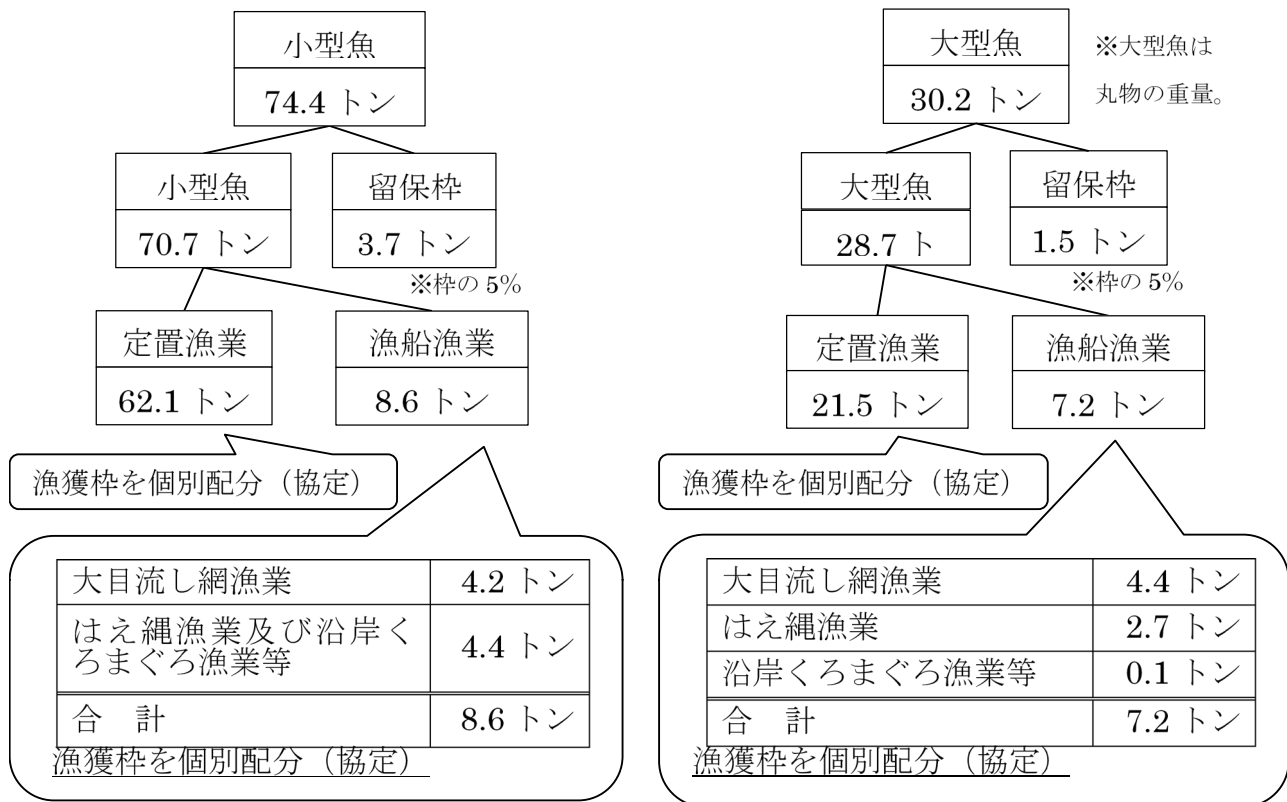 小型魚
74.4 トン
小型魚
70.7 トン
留保枠
3.7 トン
※枠の 5%
定置漁業
62.1 トン
漁船漁業
8.6 トン
漁獲枠を個別配分（協定）
大目流し網漁業 4.2 トン
はえ縄漁業及び沿岸く
ろまぐろ漁業等
4.4 トン
合　計 8.6 トン
漁獲枠を個別配分（協定）
大型魚
30.2 トン
※大型魚は
丸物の重量。
大型魚
28.7 ト
留保枠
1.5 トン
※枠の 5%
定置漁業
21.5 トン
漁船漁業
7.2 トン
漁獲枠を個別配分（協定）
大目流し網漁業 4.4 トン
はえ縄漁業 2.7 トン
沿岸くろまぐろ漁業等 0.1 トン
合　計 7.2 トン
漁獲枠を個別配分（協定）